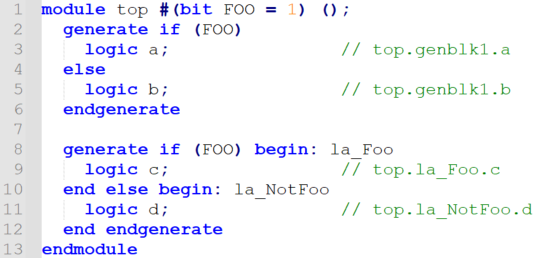 1 module top #(bit FOO = 1) ();
2   generate if (FOO)
3     logic a;                // top.genblk1.a
4   else
5     logic b;                // top.genblk1.b
6   endgenerate
7
8   generate if (FOO) begin: la_Foo
9     logic c;                // top.la_Foo.c
10   end else begin: la_NotFoo
11     logic d;                // top.la_NotFoo.d
12   end endgenerate
13 endmodule